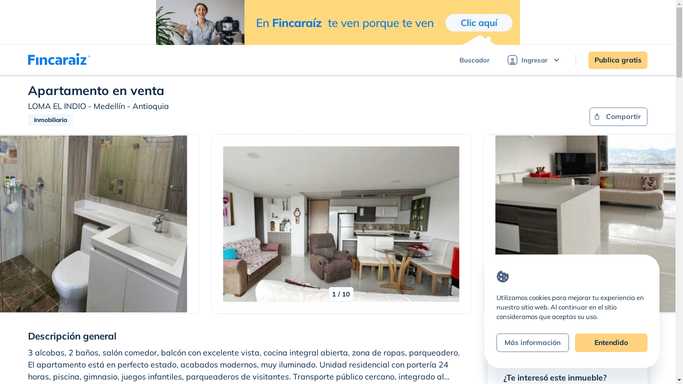 En Fincaraíz te ven porque te ven
Clic aquí
Fincaraíz
Buscador
Ingresar
Publica gratis
Apartamento en venta
LOMA EL INDIO - Medellín - Antioquia
Inmobiliaria
Compartir
1 / 10
Utilizamos cookies para mejorar tu experiencia en
nuestro sitio web. Al continuar en el sitio
consideramos que aceptas su uso.
Más información
Entendido
Descripción general
3 alcobas, 2 baños, salón comedor, balcón con excelente vista, cocina integral abierta, zona de ropas, parqueadero.
El apartamento está en perfecto estado, acabados modernos, muy iluminado. Unidad residencial con portería 24
horas, piscina, gimnasio, juegos infantiles, parqueaderos de visitantes. Transporte público cercano, integrado al...
¿Te interesó este inmueble?